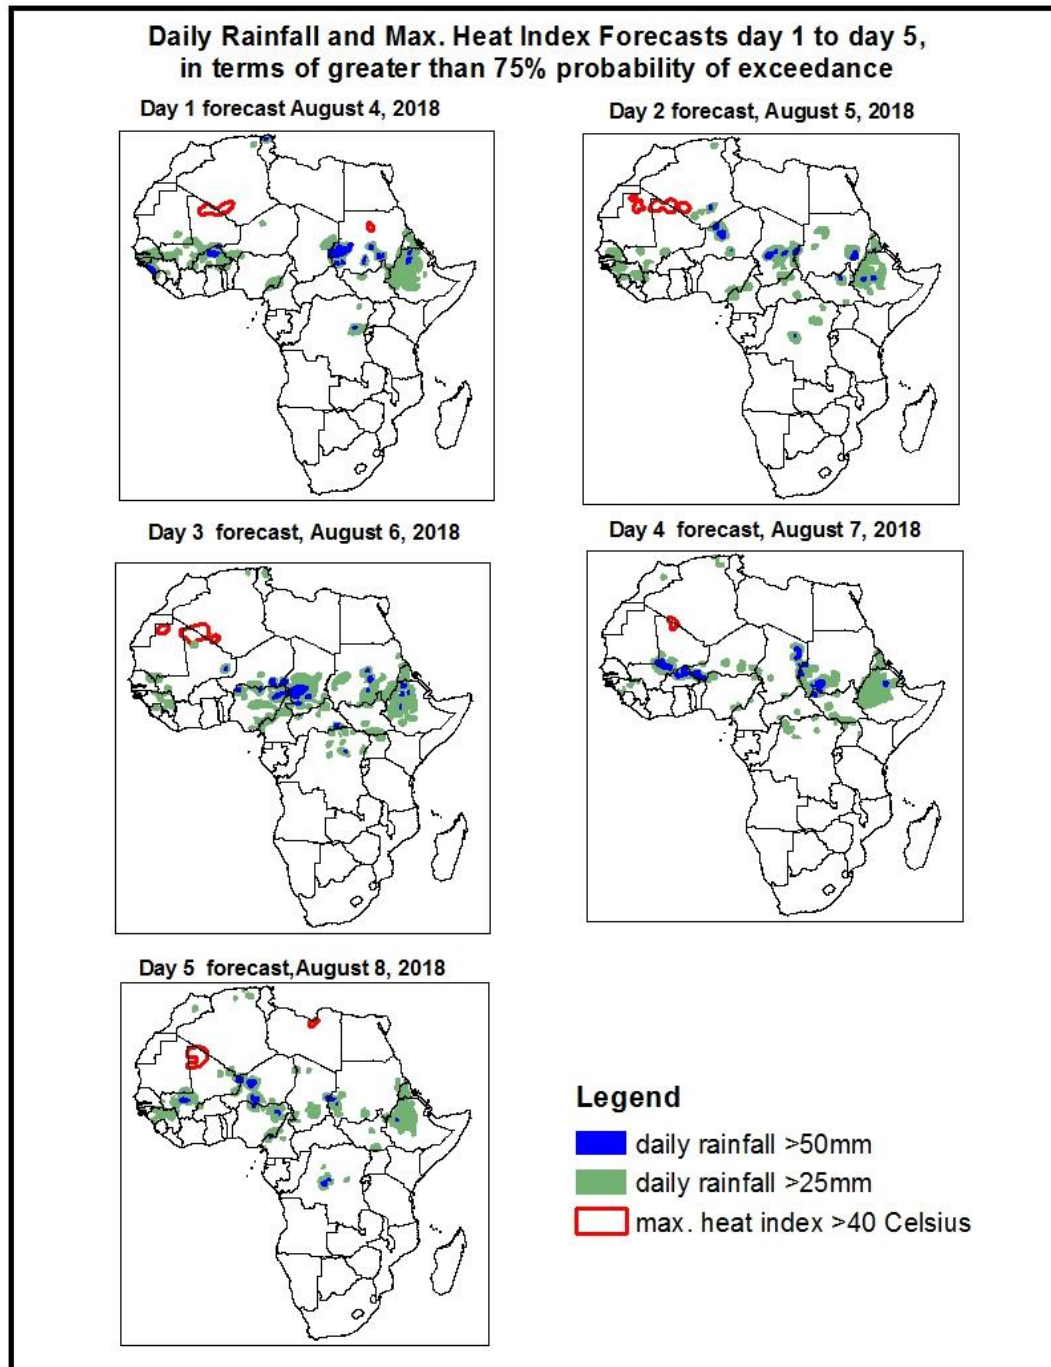 Daily Rainfall and Max. Heat Index Forecasts day 1 to day 5,
in terms of greater than 75% probability of exceedance
Day 1 forecast August 4, 2018
Day 2 forecast, August 5, 2018
Day 3  forecast, August 6, 2018
Day 4  forecast, August 7, 2018
Day 5  forecast,August 8, 2018
Legend
daily rainfall >50mm
daily rainfall >25mm
max. heat index >40 Celsius